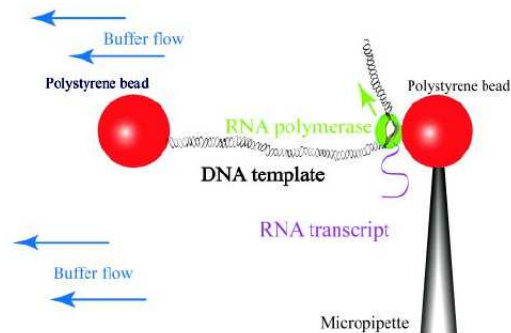 Buffer flow
Polystyrene bead
Polystyrene bead
RNA polymerase
DNA template
RNA transcript
Buffer flow
Micropipette